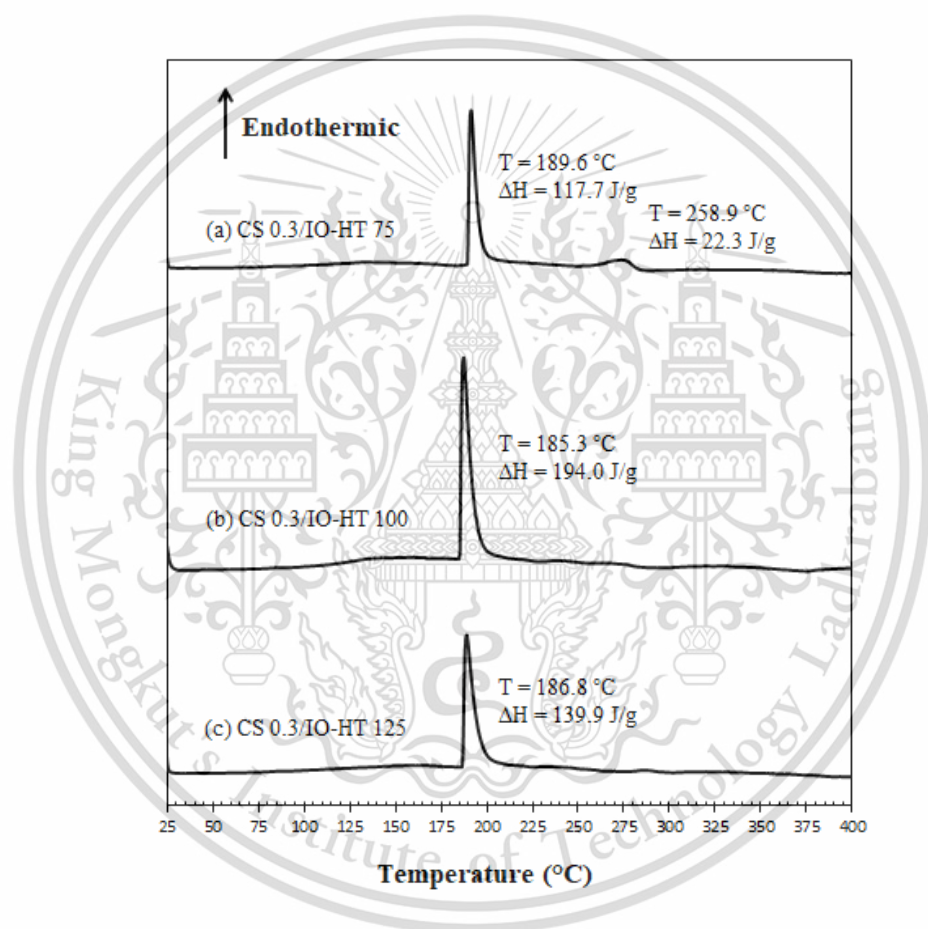 Endothermic
T = 189.6 °C
ΔH = 117.7 J/g
T = 258.9 °C
ΔH = 22.3 J/g
(a) CS 0.3/IO-HT 75
T = 185.3 °C
ΔH = 194.0 J/g
(b) CS 0.3/IO-HT 100
T = 186.8 °C
ΔH = 139.9 J/g
(c) CS 0.3/IO-HT 125
25 50 75 100 125 150 175 200 225 250 275 300 325 350 375 400
Temperature (°C)
King Mongkut's Institute of Technology Ladkrabang